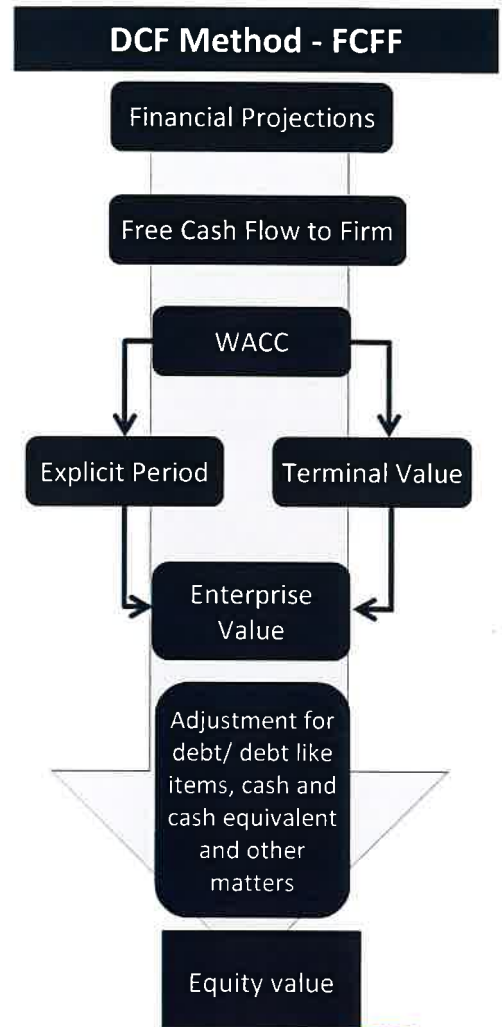 DCF Method - FCFF
Financial Projections
Free Cash Flow to Firm
WACC
Explicit Period
Terminal Value
Enterprise
Value
Adjustment for
debt/ debt like
items, cash and
cash equivalent
and other
matters
Equity value